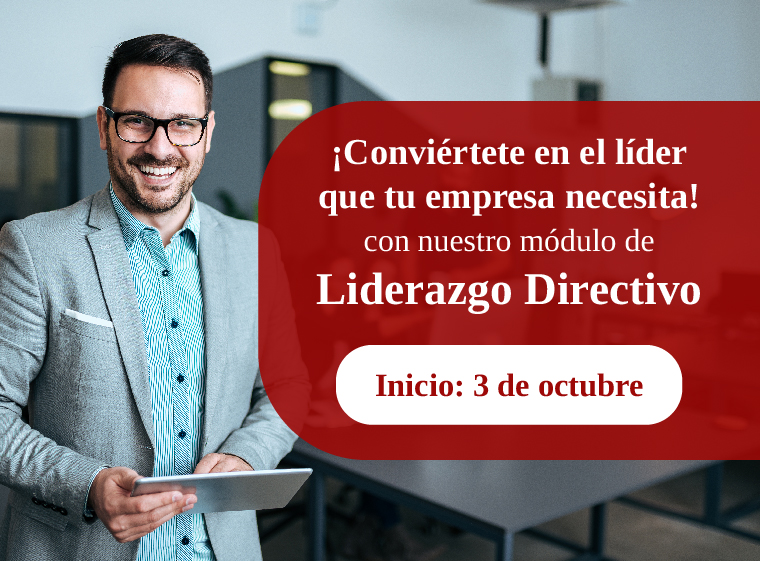 ¡Conviértete en el líder
que tu empresa necesita!
con nuestro módulo de
Liderazgo Directivo
Inicio: 3 de octubre